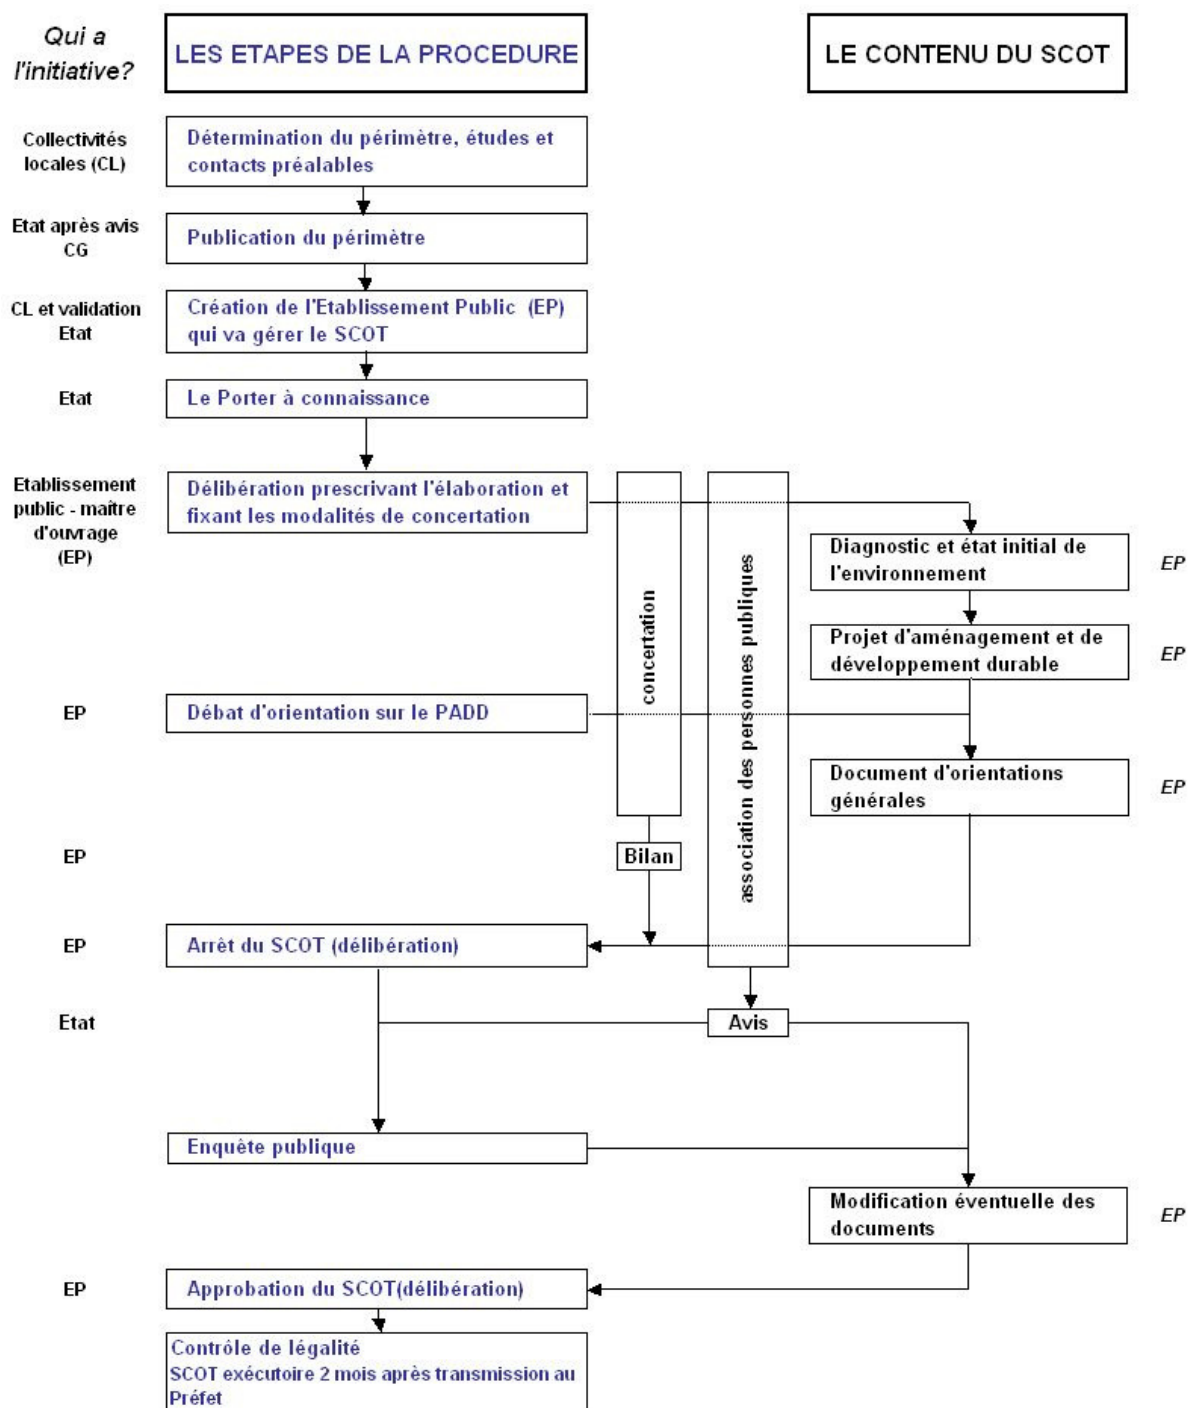 Qui a
l'initiative?
LES ETAPES DE LA PROCEDURE
LE CONTENU DU SCOT
Collectivités
locales (CL)
Détermination du périmètre, études et
contacts préalables
Etat après avis
CG
Publication du périmètre
CL et validation
Etat
Création de l'Etablissement Public (EP)
qui va gérer le SCOT
Etat
Le Porter à connaissance
Etablissement
public - maître
d'ouvrage
(EP)
Délibération prescrivant l'élaboration et
fixant les modalités de concertation
concertation
association des personnes publiques
Diagnostic et état initial de
l'environnement
EP
Projet d'aménagement et de
développement durable
EP
EP
Débat d'orientation sur le PADD
Document d'orientations
générales
EP
EP
Bilan
EP
Arrêt du SCOT (délibération)
Etat
Avis
Enquête publique
Modification éventuelle des
documents
EP
EP
Approbation du SCOT(délibération)
Contrôle de légalité
SCOT exécutoire 2 mois après transmission au
Préfet